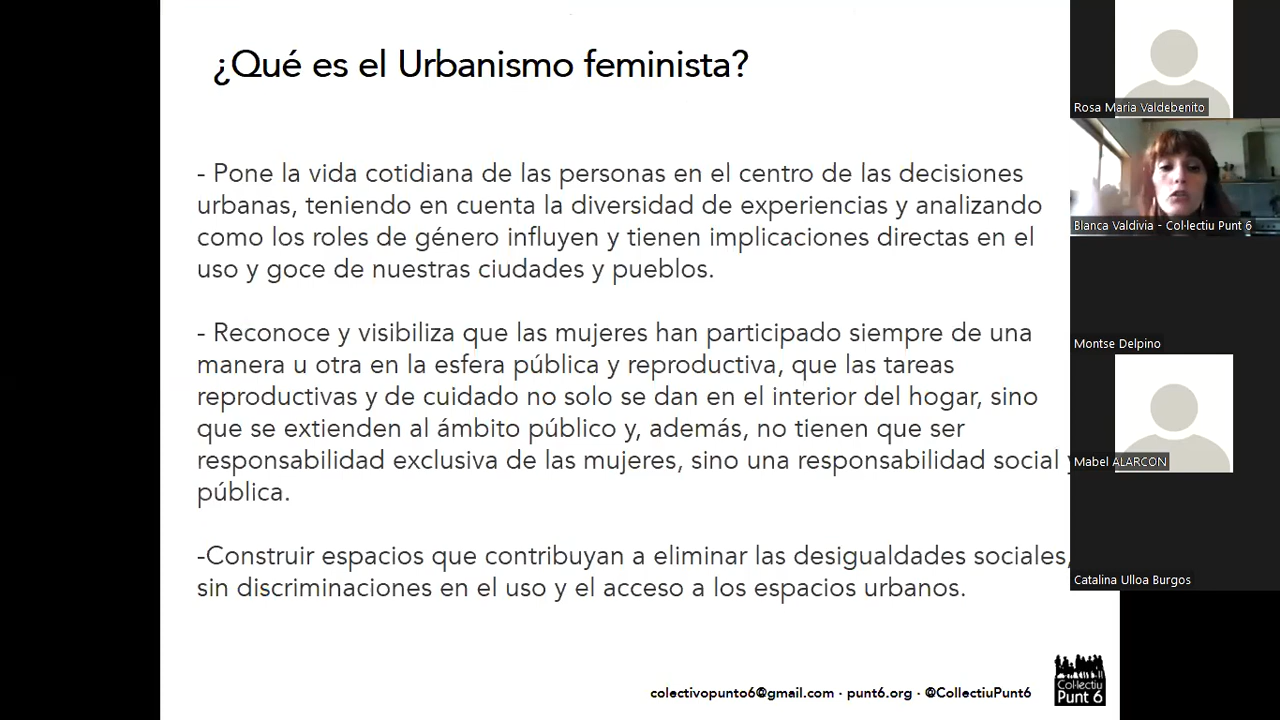 ¿Qué es el Urbanismo feminista?
- Pone la vida cotidiana de las personas en el centro de las decisiones
urbanas, teniendo en cuenta la diversidad de experiencias y analizando
como los roles de género influyen y tienen implicaciones directas en el
uso y goce de nuestras ciudades y pueblos.
- Reconoce y visibiliza que las mujeres han participado siempre de una
manera u otra en la esfera pública y reproductiva, que las tareas
reproductivas y de cuidado no solo se dan en el interior del hogar, sino
que se extienden al ámbito público y, además, no tienen que ser
responsabilidad exclusiva de las mujeres, sino una responsabilidad social y
pública.
-Construir espacios que contribuyan a eliminar las desigualdades sociales,
sin discriminaciones en el uso y el acceso a los espacios urbanos.
colectivopunto6@gmail.com · punt6.org · @CollectiuPunt6
Col·lectiu
Punt 6
Rosa Maria Valdebenito
Blanca Valdivia - Col·lectiu Punt 6
Montse Delpino
Mabel ALARCON
Catalina Ulloa Burgos